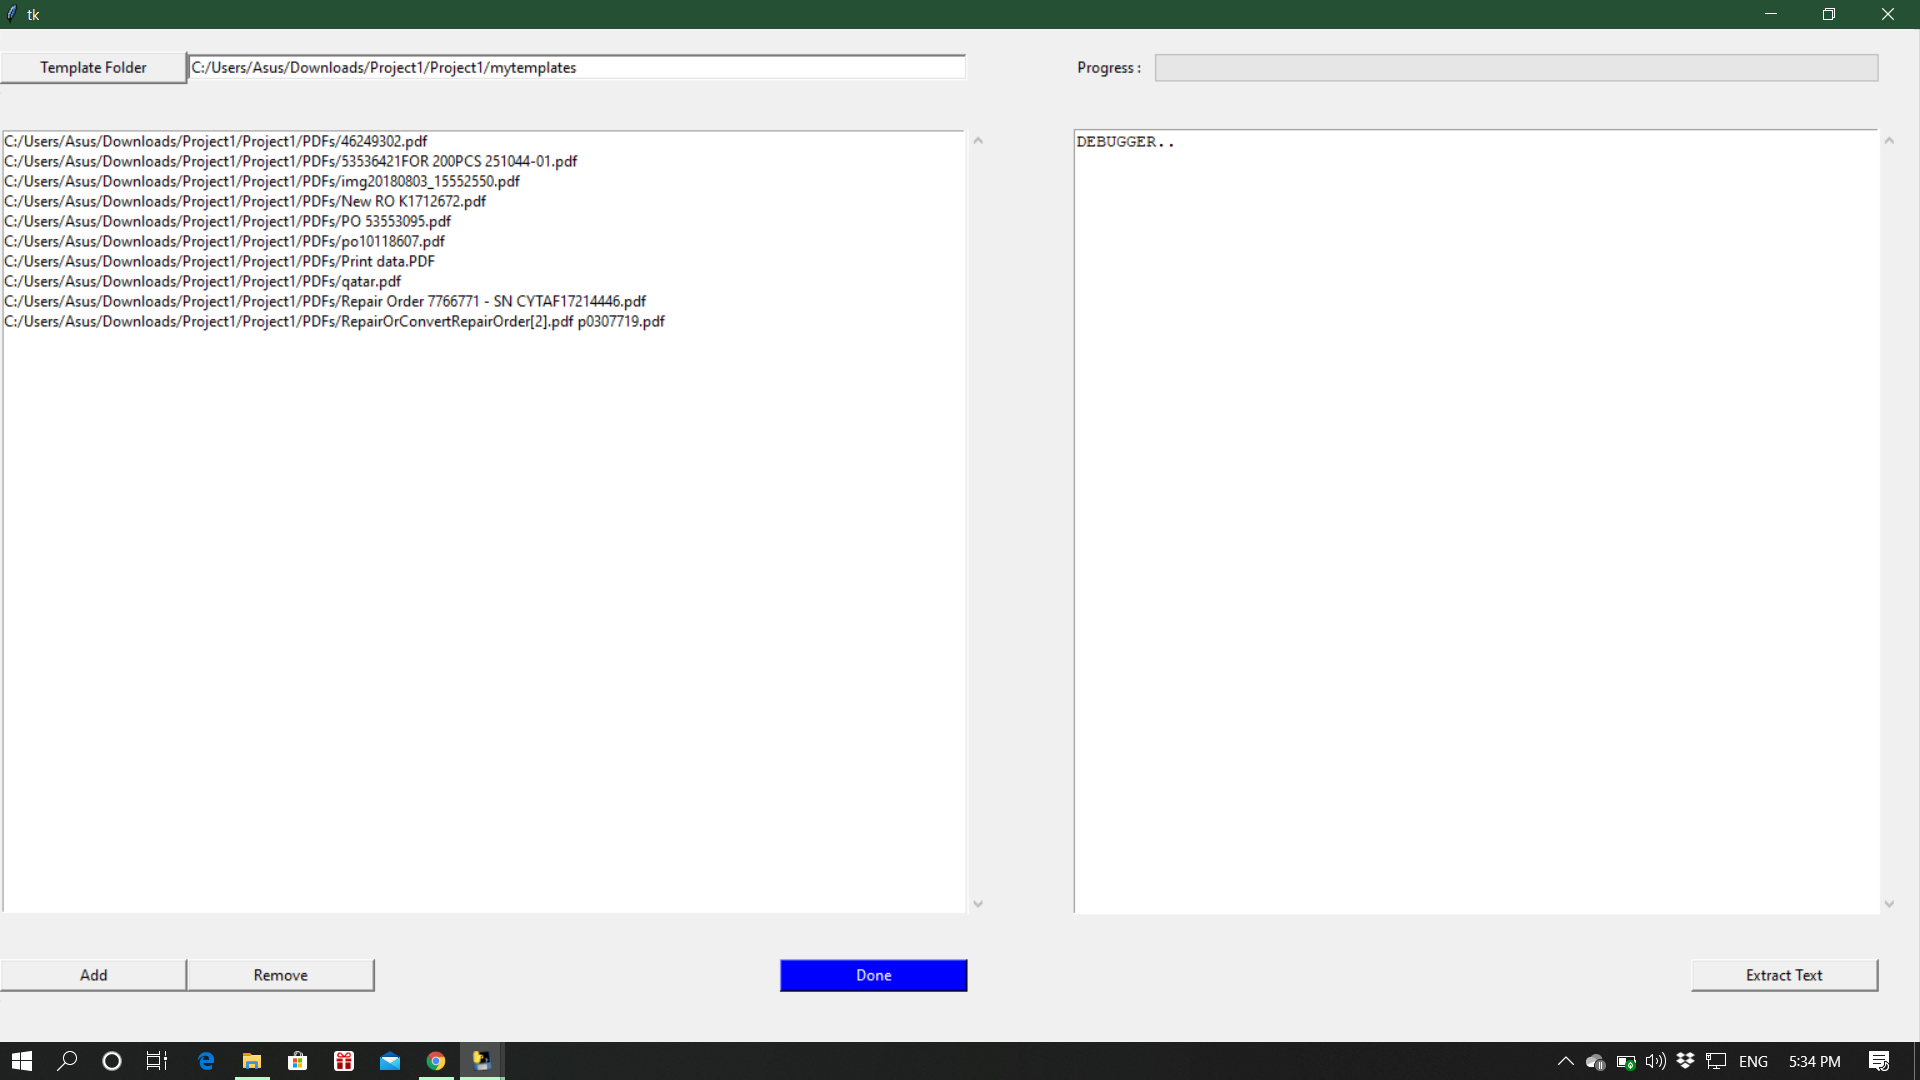 tk
Template Folder
C:/Users/Asus/Downloads/Project1/Project1/mytemplates
Progress :
C:/Users/Asus/Downloads/Project1/Project1/PDFs/46249302.pdf
C:/Users/Asus/Downloads/Project1/Project1/PDFs/53536421FOR 200PCS 251044-01.pdf
C:/Users/Asus/Downloads/Project1/Project1/PDFs/img20180803_15552550.pdf
C:/Users/Asus/Downloads/Project1/Project1/PDFs/New RO K1712672.pdf
C:/Users/Asus/Downloads/Project1/Project1/PDFs/PO 53553095.pdf
C:/Users/Asus/Downloads/Project1/Project1/PDFs/po10118607.pdf
C:/Users/Asus/Downloads/Project1/Project1/PDFs/Print data.PDF
C:/Users/Asus/Downloads/Project1/Project1/PDFs/qatar.pdf
C:/Users/Asus/Downloads/Project1/Project1/PDFs/Repair Order 7766771 - SN CYTAF17214446.pdf
C:/Users/Asus/Downloads/Project1/Project1/PDFs/RepairOrConvertRepairOrder[2].pdf p0307719.pdf
DEBUGGER..
Add
Remove
Done
Extract Text
ENG
5:34 PM